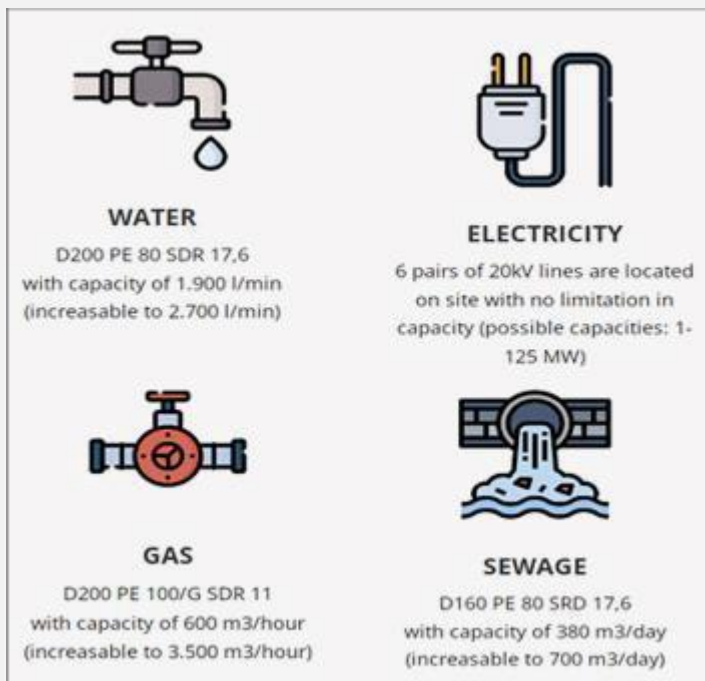 WATER
D200 PE 80 SDR 17,6
with capacity of 1.900 l/min
(increasable to 2.700 l/min)
ELECTRICITY
6 pairs of 20kV lines are located
on site with no limitation in
capacity (possible capacities: 1-
125 MW)
GAS
D200 PE 100/G SDR 11
with capacity of 600 m3/hour
(increasable to 3.500 m3/hour)
SEWAGE
D160 PE 80 SRD 17,6
with capacity of 380 m3/day
(increasable to 700 m3/day)